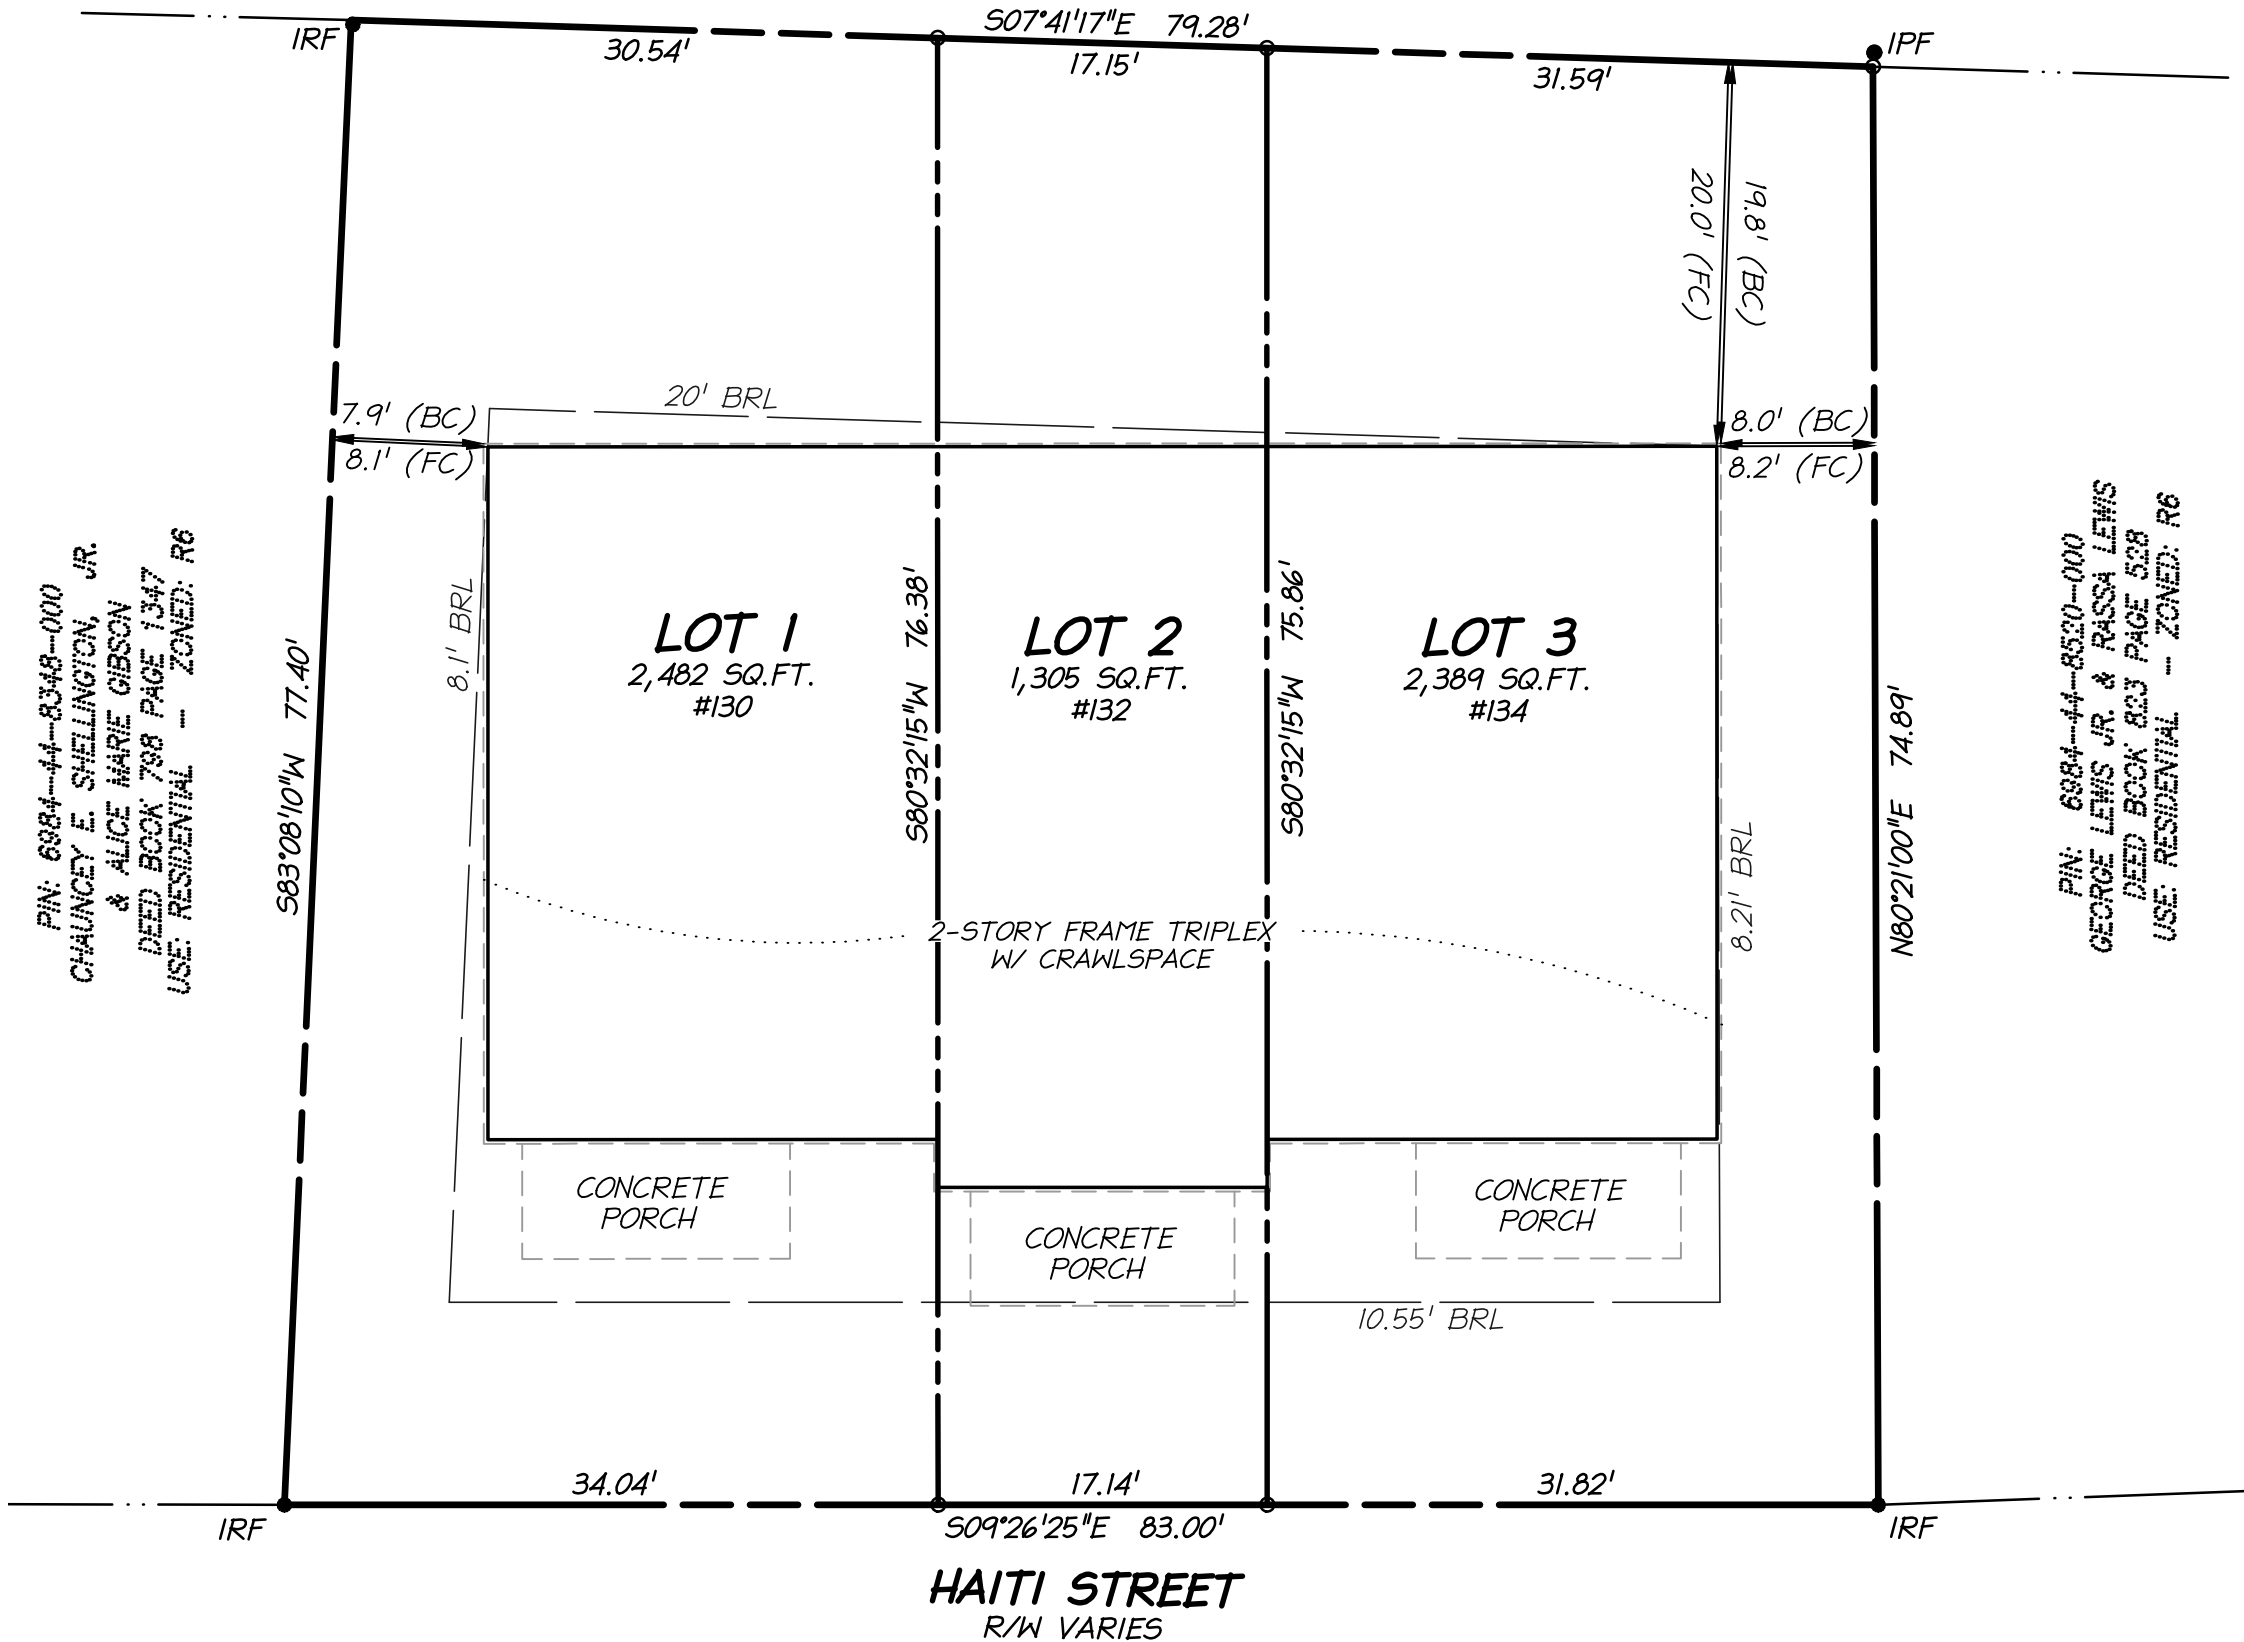 S07°41'17"E 79.28'
IRF
30.54'
17.15'
31.59'
IPF
20.0' (FC)
19.8' (BC)
20' BRL
7.9' (BC)
8.1' (FC)
8.0' (BC)
8.2' (FC)
PIN: 6984-44-8348-000
CHAUNCEY E. SHELLINGTON, JR.
& ALICE MARIE GIBSON
DEED BOOK 798 PAGE 1347
USE: RESIDENTIAL - ZONED: R6
S83°08'10"W 77.40'
8.1' BRL
LOT 1
2,482 SQ.FT.
#130
S80°32'15"W 76.38'
LOT 2
1,305 SQ.FT.
#132
S80°32'15"W 75.86'
LOT 3
2,389 SQ.FT.
#134
8.21' BRL
N80°21'00"E 74.89'
PIN: 6984-44-8520-000
GEORGE LEWIS JR. & RASSA LEWIS
DEED BOOK 803 PAGE 558
USE: RESIDENTIAL - ZONED: R6
2-STORY FRAME TRIPLEX
W/ CRAWLSPACE
CONCRETE
PORCH
CONCRETE
PORCH
CONCRETE
PORCH
10.55' BRL
34.04'
17.14'
31.82'
IRF
S09°26'25"E 83.00'
IRF
HAITI STREET
R/W VARIES